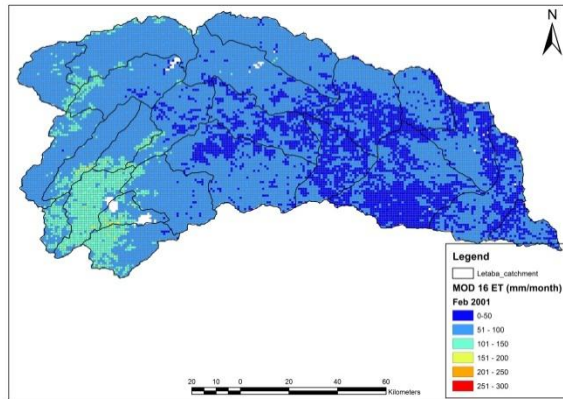 N
Legend
Letaba_catchment
MOD 16 ET (mm/month)
Feb 2001
0-50
51 - 100
101 - 150
151 - 200
201 - 250
251 - 300
20 10 0 20 40 60
Kilometers